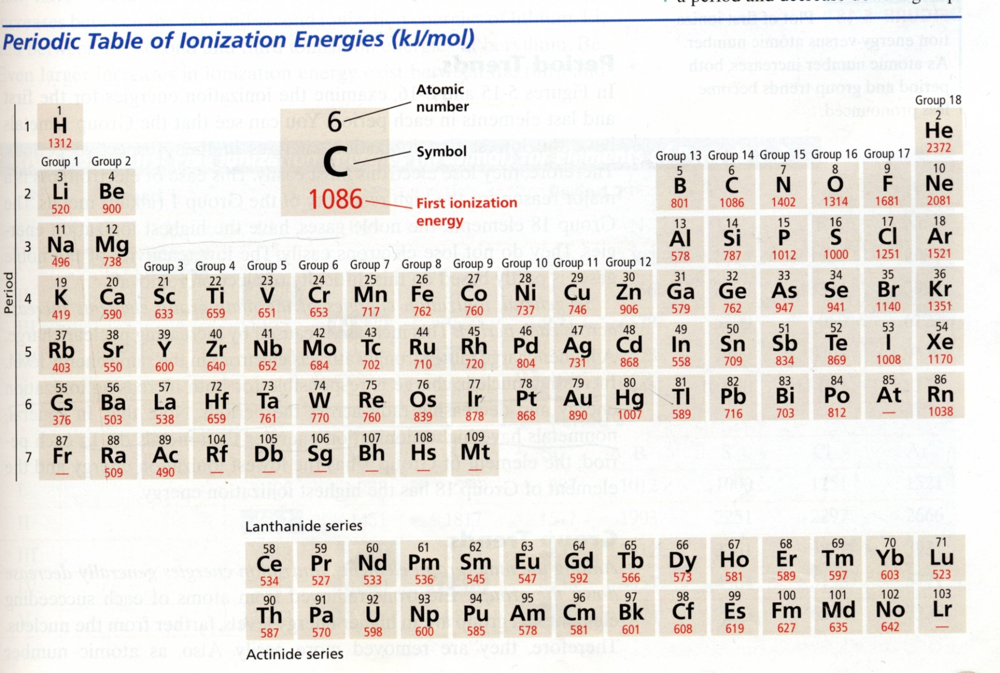 a period and decrease down a group
Periodic Table of Ionization Energies (kJ/mol)
Atomic
number
Symbol
First ionization
energy
6
C
1086
Period
Group 18
1 2
1 H He
1312 2372
Group 1 Group 2 Group 13 Group 14 Group 15 Group 16 Group 17
3 4 5 6 7 8 9 10
2 Li Be B C N O F Ne
520 900 801 1086 1402 1314 1681 2081
11 12 13 14 15 16 17 18
3 Na Mg Al Si P S Cl Ar
496 738 578 787 1012 1000 1251 1521
Group 3 Group 4 Group 5 Group 6 Group 7 Group 8 Group 9 Group 10 Group 11 Group 12
19 20 21 22 23 24 25 26 27 28 29 30 31 32 33 34 35 36
4 K Ca Sc Ti V Cr Mn Fe Co Ni Cu Zn Ga Ge As Se Br Kr
419 590 633 659 651 653 717 762 760 737 746 906 579 762 947 941 1140 1351
37 38 39 40 41 42 43 44 45 46 47 48 49 50 51 52 53 54
5 Rb Sr Y Zr Nb Mo Tc Ru Rh Pd Ag Cd In Sn Sb Te I Xe
403 550 600 640 652 684 702 710 720 804 731 868 558 709 834 869 1008 1170
55 56 57 72 73 74 75 76 77 78 79 80 81 82 83 84 85 86
6 Cs Ba La Hf Ta W Re Os Ir Pt Au Hg Tl Pb Bi Po At Rn
376 503 538 659 761 770 760 839 878 868 890 1007 589 716 703 812 — 1038
87 88 89 104 105 106 107 108 109
7 Fr Ra Ac Rf Db Sg Bh Hs Mt
— 509 490 — — — — — —
Lanthanide series
58 59 60 61 62 63 64 65 66 67 68 69 70 71
Ce Pr Nd Pm Sm Eu Gd Tb Dy Ho Er Tm Yb Lu
534 527 533 536 545 547 592 566 573 581 589 597 603 523
90 91 92 93 94 95 96 97 98 99 100 101 102 103
Th Pa U Np Pu Am Cm Bk Cf Es Fm Md No Lr
587 570 598 600 585 578 581 601 608 619 627 635 642 —
Actinide series